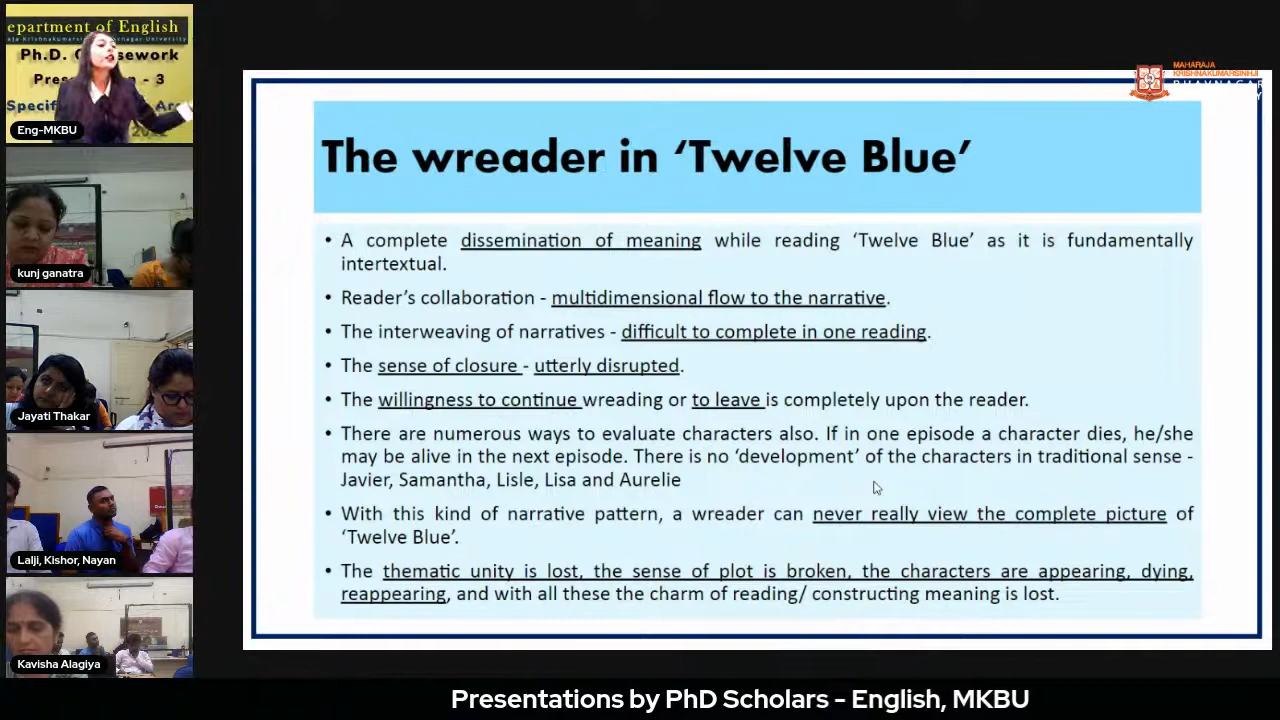 epartment of English
Ph.D. C sework
Pres n - 3
Specifi Ar
Eng-MKBU
kunj ganatra
Jayati Thakar
Lalji, Kishor, Nayan
Kavisha Alagiya
MAHARAJA
KRISHNAKUMARSINHJI
The wreader in ‘Twelve Blue’
• A complete dissemination of meaning while reading ‘Twelve Blue’ as it is fundamentally
intertextual.
• Reader’s collaboration - multidimensional flow to the narrative.
• The interweaving of narratives - difficult to complete in one reading.
• The sense of closure - utterly disrupted.
• The willingness to continue wreading or to leave is completely upon the reader.
• There are numerous ways to evaluate characters also. If in one episode a character dies, he/she
may be alive in the next episode. There is no ‘development’ of the characters in traditional sense -
Javier, Samantha, Lisle, Lisa and Aurelie
• With this kind of narrative pattern, a wreader can never really view the complete picture of
‘Twelve Blue’.
• The thematic unity is lost, the sense of plot is broken, the characters are appearing, dying,
reappearing, and with all these the charm of reading/ constructing meaning is lost.
Presentations by PhD Scholars - English, MKBU